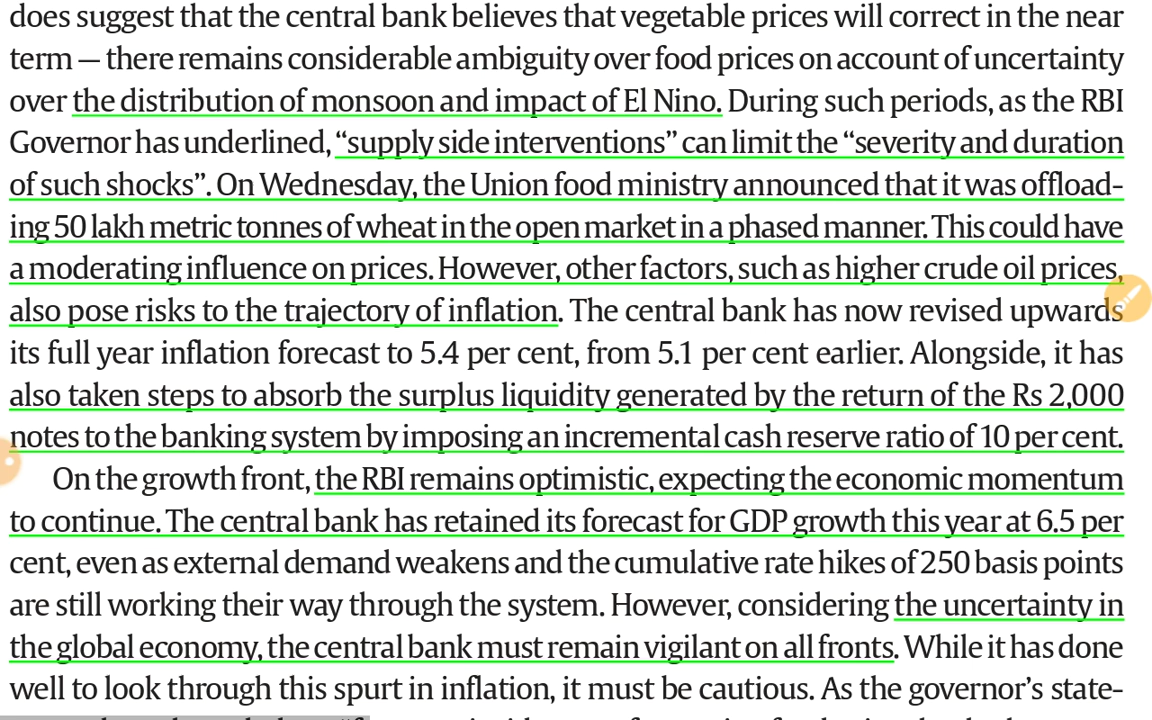 does suggest that the central bank believes that vegetable prices will correct in the near
term — there remains considerable ambiguity over food prices on account of uncertainty
over the distribution of monsoon and impact of El Nino. During such periods, as the RBI
Governor has underlined, “supply side interventions” can limit the “severity and duration
of such shocks”. On Wednesday, the Union food ministry announced that it was offload-
ing 50 lakh metric tonnes of wheat in the open market in a phased manner. This could have
a moderating influence on prices. However, other factors, such as higher crude oil prices,
also pose risks to the trajectory of inflation. The central bank has now revised upwards
its full year inflation forecast to 5.4 per cent, from 5.1 per cent earlier. Alongside, it has
also taken steps to absorb the surplus liquidity generated by the return of the Rs 2,000
notes to the banking system by imposing an incremental cash reserve ratio of 10 per cent.
On the growth front, the RBI remains optimistic, expecting the economic momentum
to continue. The central bank has retained its forecast for GDP growth this year at 6.5 per
cent, even as external demand weakens and the cumulative rate hikes of 250 basis points
are still working their way through the system. However, considering the uncertainty in
the global economy, the central bank must remain vigilant on all fronts. While it has done
well to look through this spurt in inflation, it must be cautious. As the governor’s state-